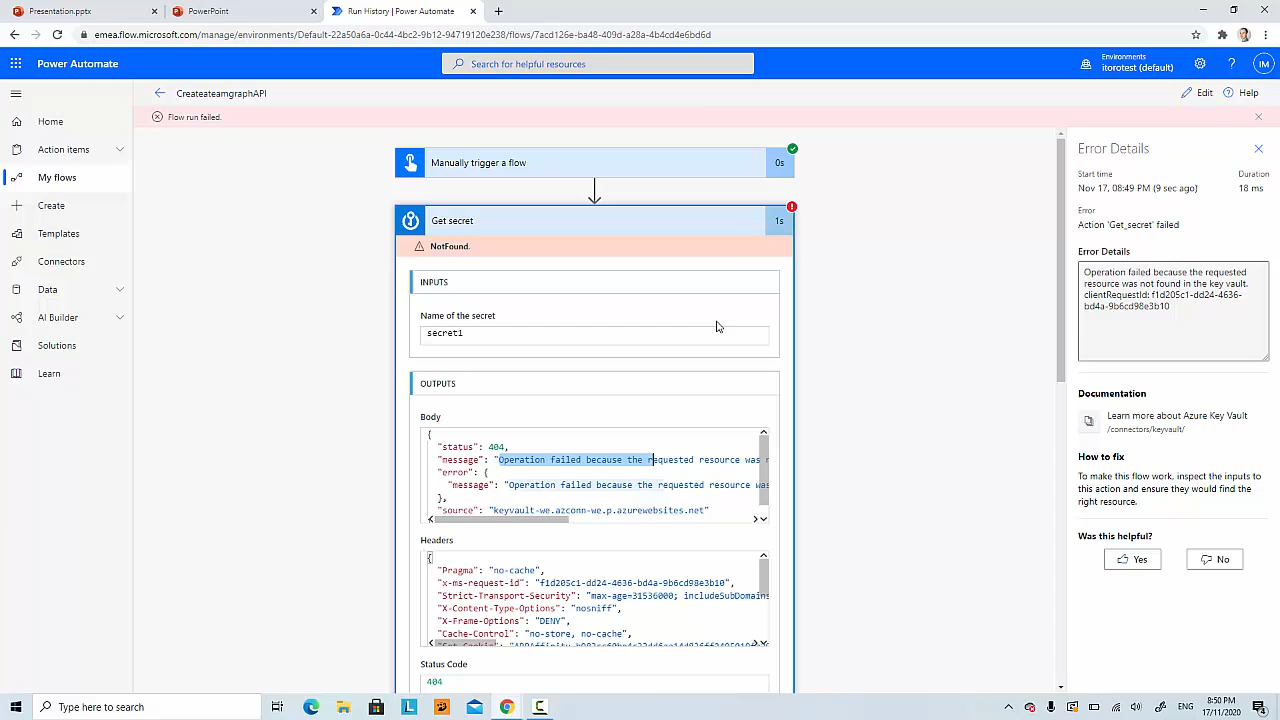 Presentation.pptx
PowerPoint
Run History | Power Automate
emea.flow.microsoft.com/manage/environments/Default-22a50a6a-0c44-4bc2-9b12-94719120e238/flows/7acd126e-ba48-409d-a28a-4b4cd4e6bd6d
Power Automate
Search for helpful resources
Environments
itorotest (default)
IM
CreateateamgraphAPI
Edit
Help
Flow run failed.
Home
Action items
My flows
Create
Templates
Connectors
Data
AI Builder
Solutions
Learn
Manually trigger a flow
0s
Get secret
1s
NotFound.
INPUTS
Name of the secret
secret1
OUTPUTS
Body
{
"status": 404,
"message": "Operation failed because the requested resource was
"error": {
"message": "Operation failed because the requested resource was
},
"source": "keyvault-we.azconn-we.p.azurewebsites.net"
Headers
{
"Pragma": "no-cache",
"x-ms-request-id": "f1d205c1-dd24-4636-bd4a-9b6cd98e3b10",
"Strict-Transport-Security": "max-age=31536000; includeSubDomains
"X-Content-Type-Options": "nosniff",
"X-Frame-Options": "DENY",
"Cache-Control": "no-store, no-cache",
Status Code
404
Error Details
Start time
Duration
Nov 17, 08:49 PM (9 sec ago)
18 ms
Error
Action 'Get_secret' failed
Error Details
Operation failed because the requested
resource was not found in the key vault.
clientRequestId: f1d205c1-dd24-4636-
bd4a-9b6cd98e3b10
Documentation
Learn more about Azure Key Vault
/connectors/keyvault/
How to fix
To make this flow work, inspect the inputs to
this action and ensure they would find the
right resource.
Was this helpful?
Yes
No
Type here to search
ENG
8:50 PM
17/11/2020
4